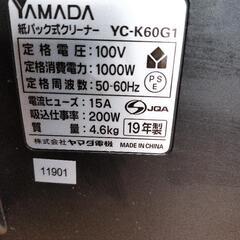 YAMADA
紙パック式クリーナー YC-K60G1
定格電圧: 100V
定格消費電力: 1000W
定格周波数: 50-60Hz
PS
E
電流ヒューズ: 15A
JQA
吸込仕事率: 200W
質量: 4.6kg
19年製
株式会社ヤマダ電機 MADE IN CHINA
11901